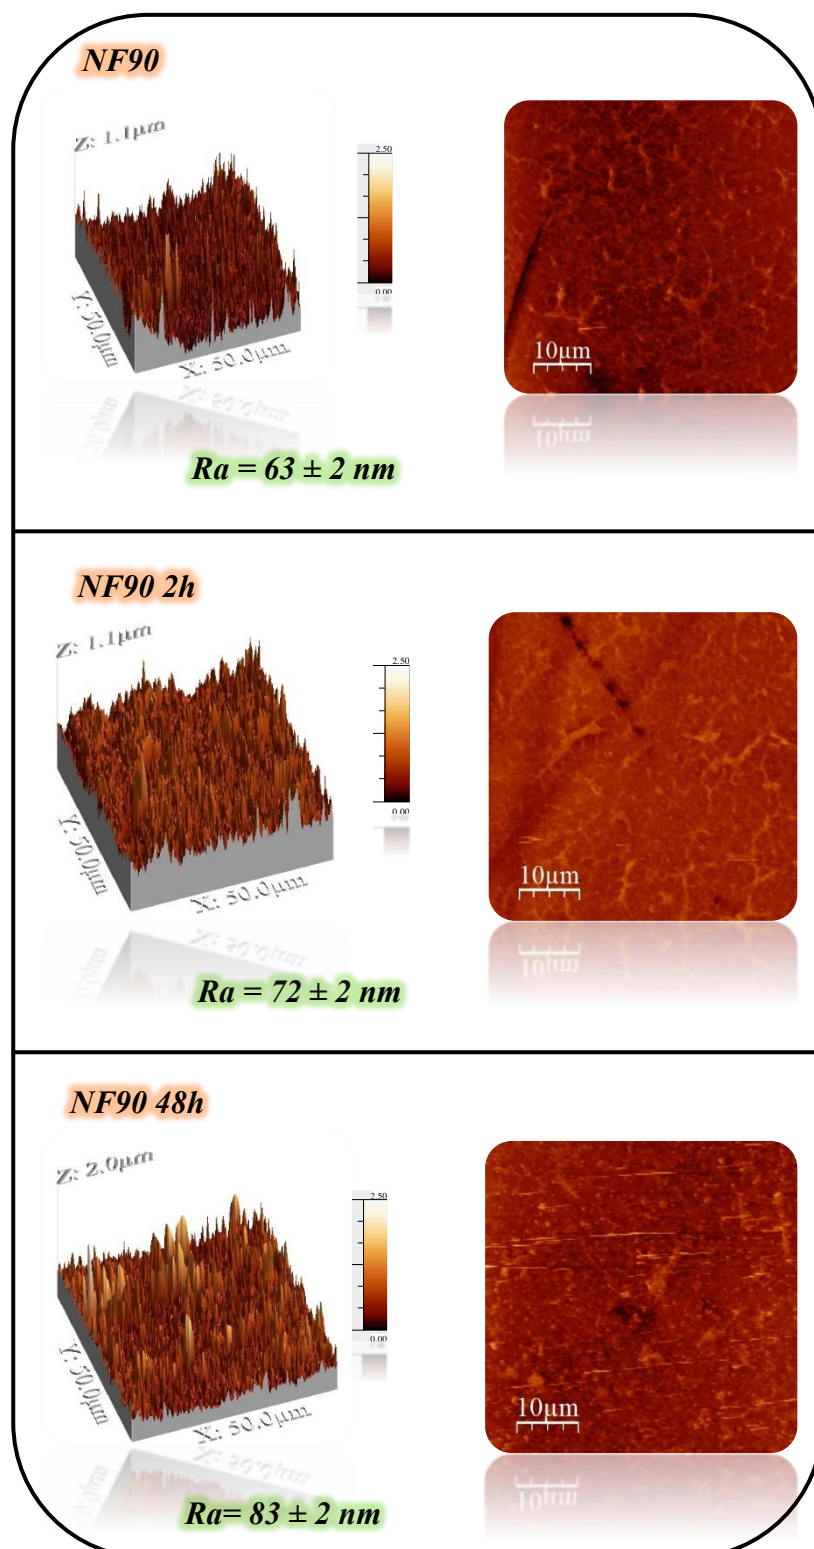 NF90
Z: 1.1µm
2.50
0.00
Y: 50.0µm
X: 50.0µm
10µm
Ra = 63 ± 2 nm
NF90 2h
Z: 1.1µm
2.50
0.00
Y: 50.0µm
X: 50.0µm
10µm
Ra = 72 ± 2 nm
NF90 48h
Z: 2.0µm
2.50
0.00
Y: 50.0µm
X: 50.0µm
10µm
Ra= 83 ± 2 nm